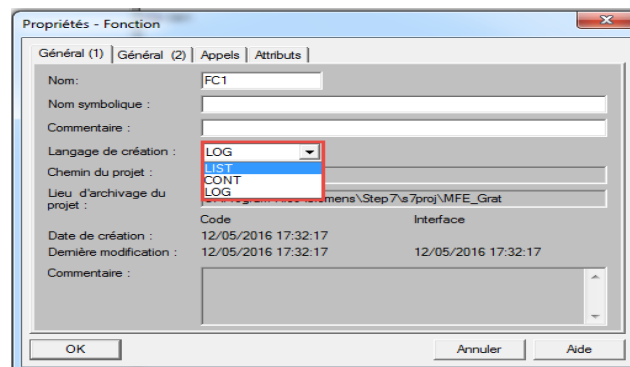 Propriétés - Fonction
Général (1) Général (2) Appels Attributs
Nom: FC1
Nom symbolique :
Commentaire :
Langage de création : LOG
LIST
CONT
LOG
Chemin du projet :
Lieu d'archivage du projet : \Step7\s7proj\MFE_Grat
Code Interface
Date de création : 12/05/2016 17:32:17
Dernière modification : 12/05/2016 17:32:17 12/05/2016 17:32:17
Commentaire :
OK Annuler Aide